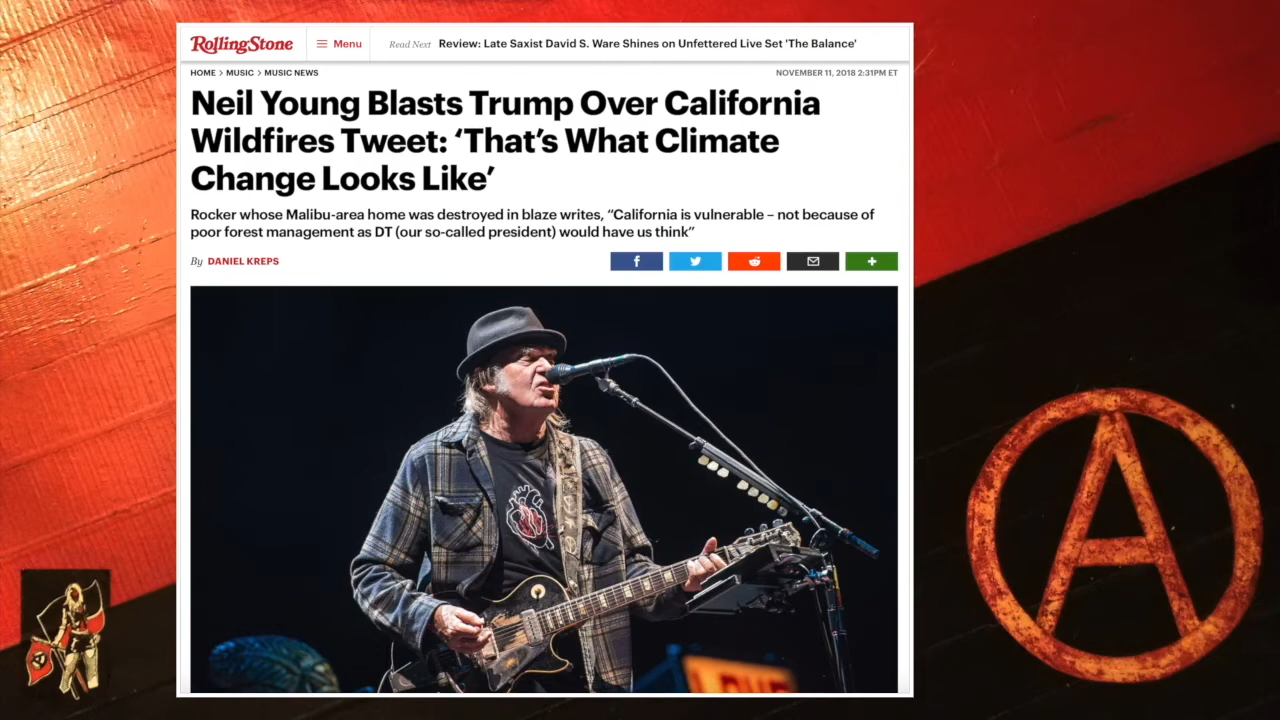 RollingStone
Menu
Read Next Review: Late Saxist David S. Ware Shines on Unfettered Live Set 'The Balance'
HOME > MUSIC > MUSIC NEWS
NOVEMBER 11, 2018 2:31PM ET
Neil Young Blasts Trump Over California
Wildfires Tweet: ‘That’s What Climate
Change Looks Like’
Rocker whose Malibu-area home was destroyed in blaze writes, “California is vulnerable – not because of
poor forest management as DT (our so-called president) would have us think”
By DANIEL KREPS
LOVE
A